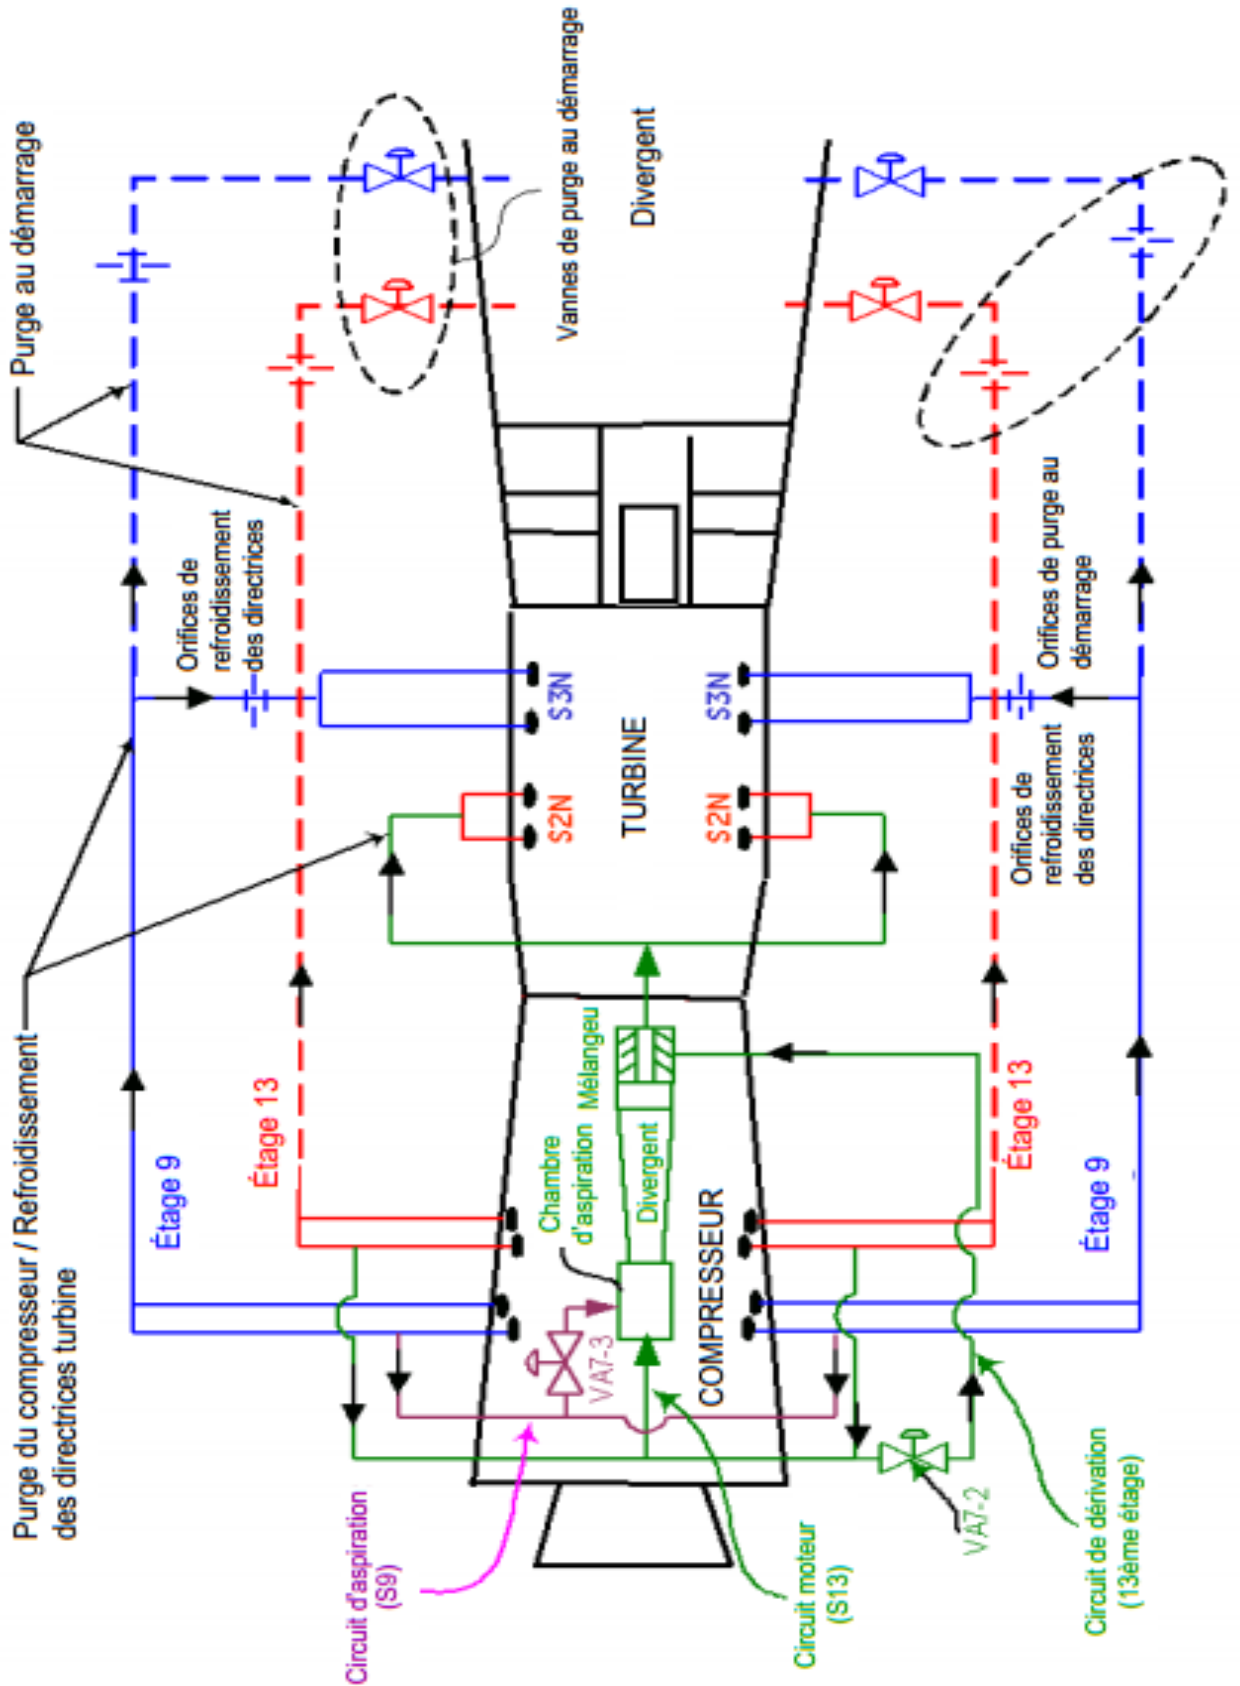 Purge du compresseur / Refroidissement
des directrices turbine
Purge au démarrage
Étage 9
Étage 13
Orifices de
refroidissement
des directrices
Vannes de purge au démarrage
Divergent
S3N
S2N
TURBINE
S3N
S2N
Chambre
d'aspiration
Mélangeu
Divergent
VA7-3
COMPRESSEUR
Circuit d'aspiration
(S9)
Circuit moteur
(S13)
VA7-2
Circuit de dérivation
(13ème étage)
Étage 13
Étage 9
Orifices de
refroidissement
des directrices
Orifices de purge au
démarrage